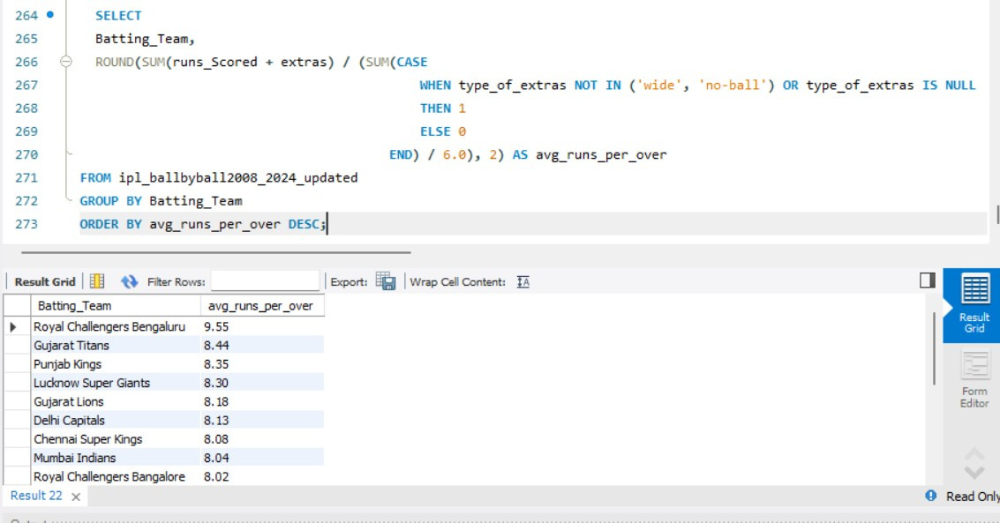 264 SELECT
265 Batting_Team,
266 ROUND(SUM(runs_Scored + extras) / (SUM(CASE
267 WHEN type_of_extras NOT IN ('wide', 'no-ball') OR type_of_extras IS NULL
268 THEN 1
269 ELSE 0
270 END) / 6.0), 2) AS avg_runs_per_over
271 FROM ipl_ballbyball2008_2024_updated
272 GROUP BY Batting_Team
273 ORDER BY avg_runs_per_over DESC;
Result Grid Filter Rows: Export: Wrap Cell Content:
Batting_Team avg_runs_per_over
Royal Challengers Bengaluru 9.55
Gujarat Titans 8.44
Punjab Kings 8.35
Lucknow Super Giants 8.30
Gujarat Lions 8.18
Delhi Capitals 8.13
Chennai Super Kings 8.08
Mumbai Indians 8.04
Royal Challengers Bangalore 8.02
Result
Grid
Form
Editor
Result 22 Read Only